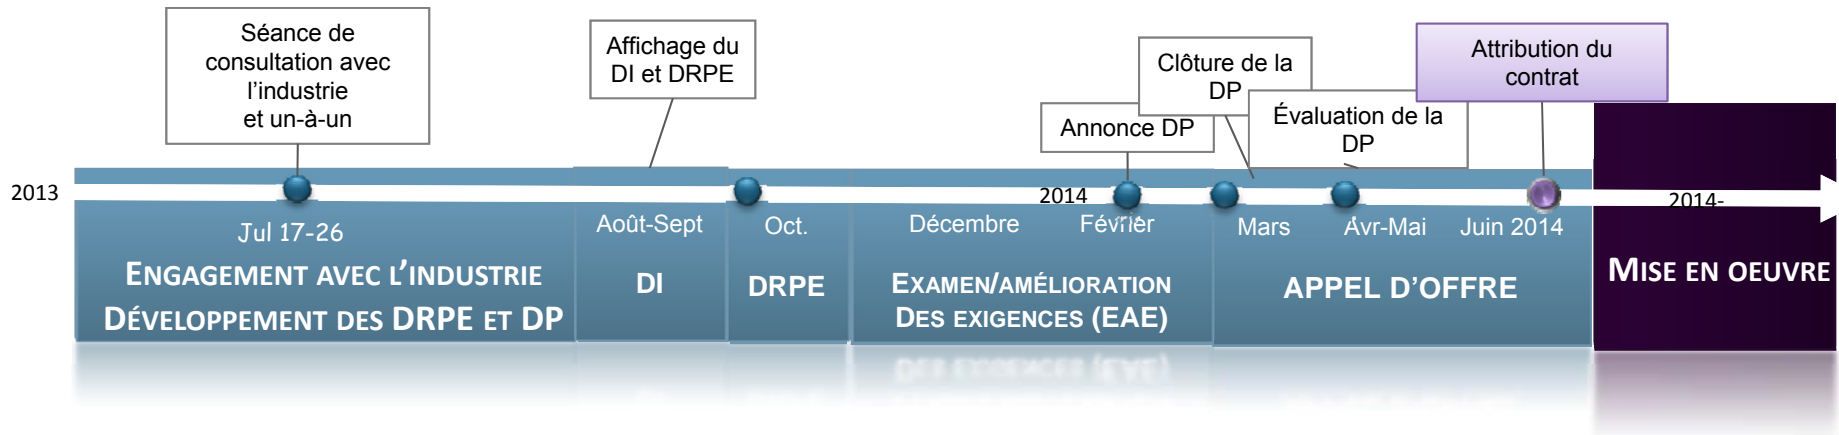 Séance de
consultation avec
l'industrie
et un-à-un
Affichage du
DI et DRPE
Annonce DP
Clôture de la
DP
Évaluation de la
DP
Attribution du
contrat
2013
2014
2014-
Jul 17-26
Août-Sept
Oct.
Décembre
Février
Mars
Avr-Mai
Juin 2014
ENGAGEMENT AVEC L'INDUSTRIE
DÉVELOPPEMENT DES DRPE ET DP
DI
DRPE
EXAMEN/AMÉLIORATION
DES EXIGENCES (EAE)
APPEL D'OFFRE
MISE EN OEUVRE